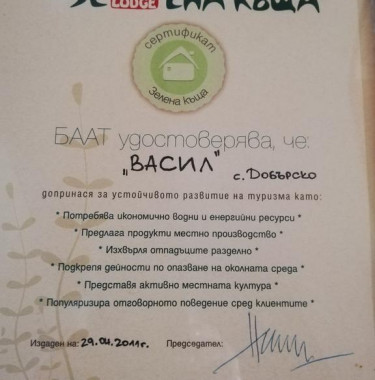 LODGE
ЕНА КЪЩА
сертификат
Зелена къща
БААТ удостоверява, че:
„ВАСИЛ" с. ДОБЪРСКО
допринася за устойчивото развитие на туризма като:
* Потребява икономично водни и енергийни ресурси *
* Предлага продукти местно производство *
* Изхвърля отпадъците разделно *
* Подкрепя дейности по опазване на околната среда *
* Представя активно местната култура *
* Популяризира отговорното поведение сред клиентите *
Издаден на: 29.04.2011г. Председател: